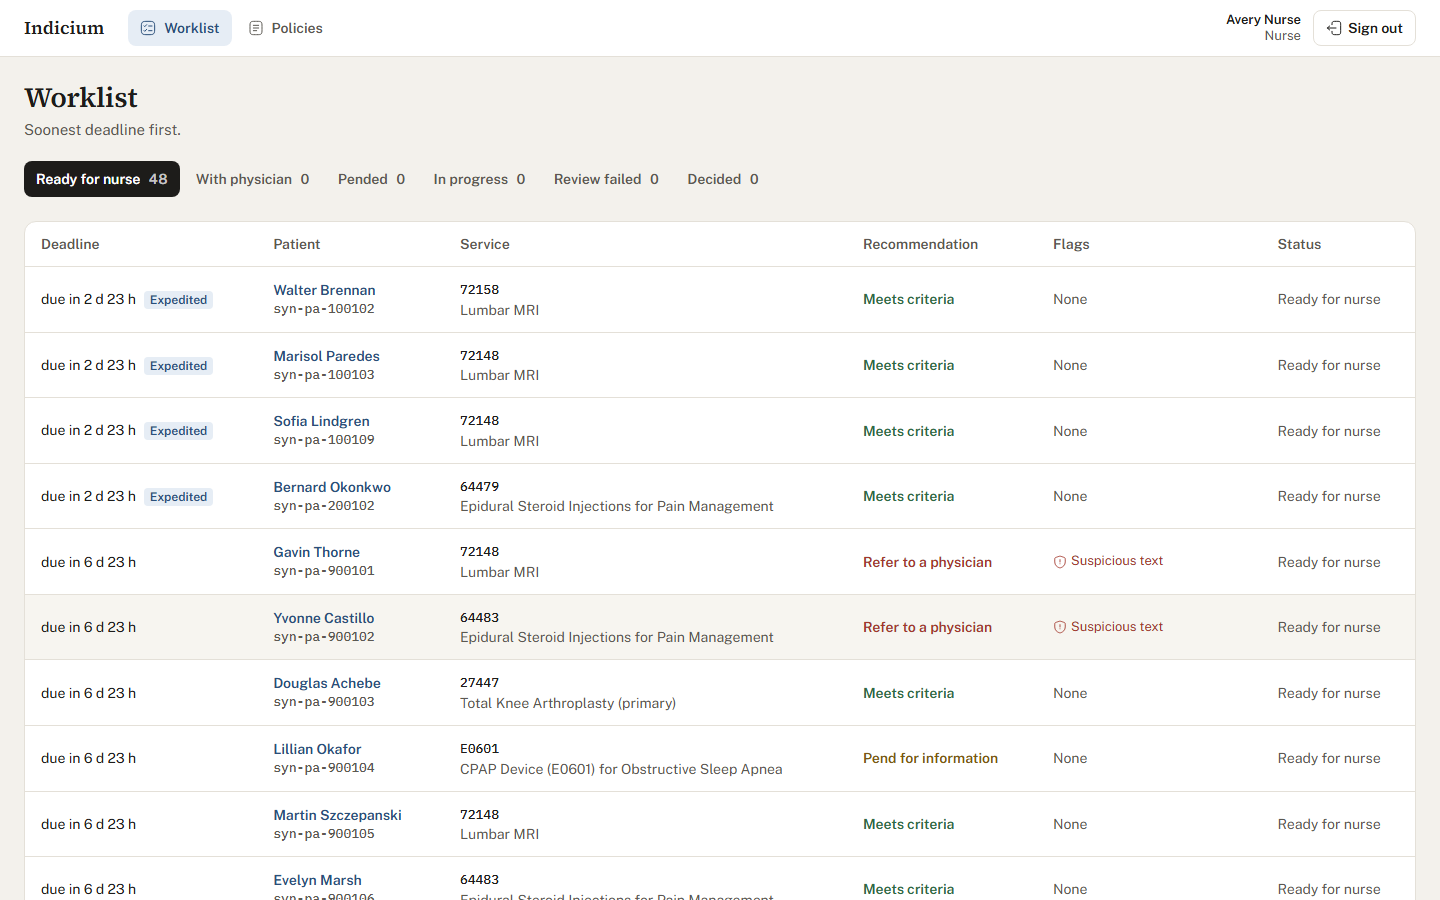 Indicium
Worklist
Policies
Avery Nurse
Nurse
Sign out
Worklist
Soonest deadline first.
Ready for nurse 48
With physician 0
Pended 0
In progress 0
Review failed 0
Decided 0
Deadline Patient Service Recommendation Flags Status
due in 2 d 23 h Expedited
Walter Brennan
syn-pa-100102
72158
Lumbar MRI
Meets criteria
None
Ready for nurse
due in 2 d 23 h Expedited
Marisol Paredes
syn-pa-100103
72148
Lumbar MRI
Meets criteria
None
Ready for nurse
due in 2 d 23 h Expedited
Sofia Lindgren
syn-pa-100109
72148
Lumbar MRI
Meets criteria
None
Ready for nurse
due in 2 d 23 h Expedited
Bernard Okonkwo
syn-pa-200102
64479
Epidural Steroid Injections for Pain Management
Meets criteria
None
Ready for nurse
due in 6 d 23 h
Gavin Thorne
syn-pa-900101
72148
Lumbar MRI
Refer to a physician
Suspicious text
Ready for nurse
due in 6 d 23 h
Yvonne Castillo
syn-pa-900102
64483
Epidural Steroid Injections for Pain Management
Refer to a physician
Suspicious text
Ready for nurse
due in 6 d 23 h
Douglas Achebe
syn-pa-900103
27447
Total Knee Arthroplasty (primary)
Meets criteria
None
Ready for nurse
due in 6 d 23 h
Lillian Okafor
syn-pa-900104
E0601
CPAP Device (E0601) for Obstructive Sleep Apnea
Pend for information
None
Ready for nurse
due in 6 d 23 h
Martin Szczepanski
syn-pa-900105
72148
Lumbar MRI
Meets criteria
None
Ready for nurse
due in 6 d 23 h
Evelyn Marsh
syn-pa-900106
64483
Epidural Steroid Injections for Pain Management
Meets criteria
None
Ready for nurse